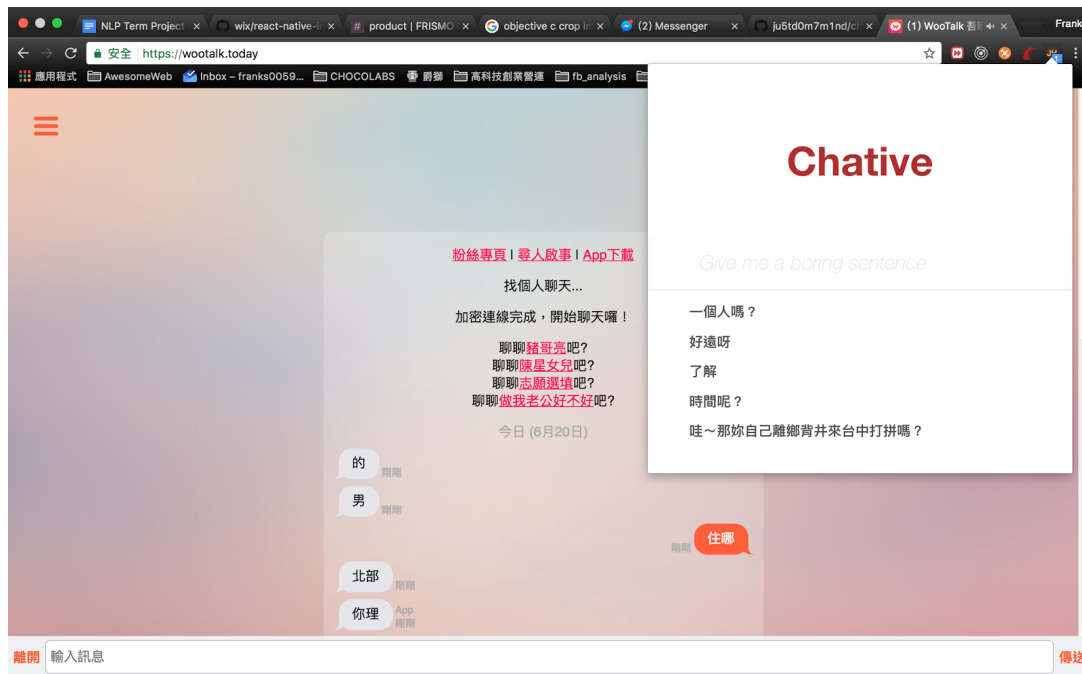 NLP Term Project
wix/react-native-i
product | FRISMO
objective c crop im
(2) Messenger
ju5td0m7m1nd/ch
(1) WooTalk 吾
Frank
安全 https://wootalk.today
應用程式
AwesomeWeb
Inbox – franks0059...
CHOCOLABS
爵獅
高科技創業營運
fb_analysis
Chative
粉絲專頁 | 尋人啟事 | App下載
Give me a boring sentence
找個人聊天...
加密連線完成，開始聊天囉！
聊聊豬哥亮吧?
聊聊陳星女兒吧?
聊聊志願選填吧?
聊聊做我老公好不好吧?
今日 (6月20日)
一個人嗎？
好遠呀
了解
時間呢？
哇～那妳自己離鄉背井來台中打拼嗎？
的
剛剛
男
剛剛
剛剛
住哪
北部
剛剛
你理
App
剛剛
離開
輸入訊息
傳送